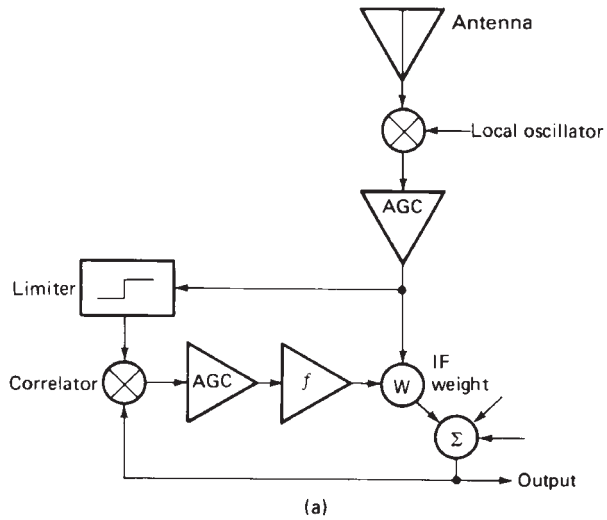 Antenna
Local oscillator
AGC
Limiter
Correlator
AGC
f
W
IF
weight
Σ
Output
(a)